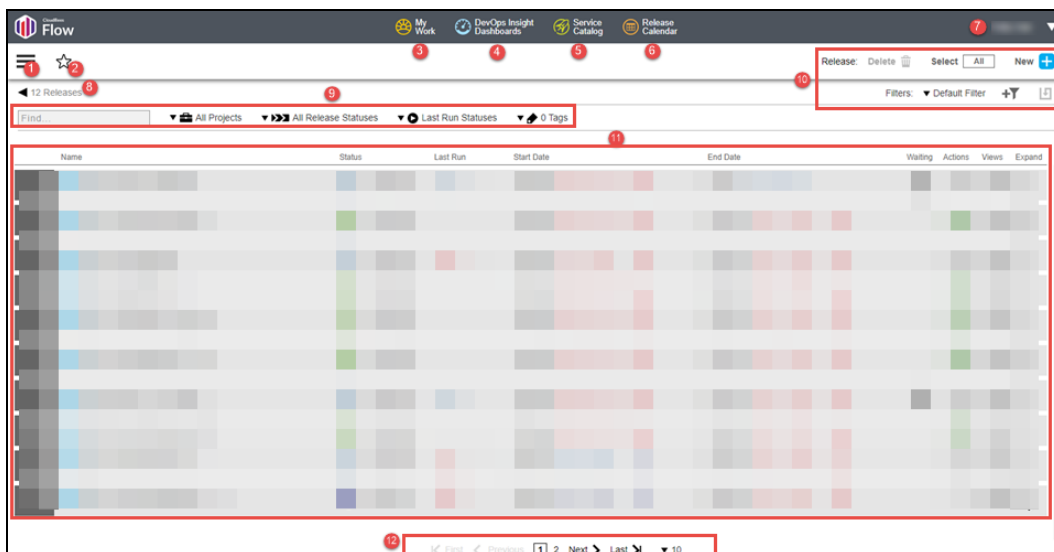 CloudBees
Flow
My Work
DevOps Insight Dashboards
Service Catalog
Release Calendar
3
4
5
6
7
1
2
Release: Delete Select All New
10
12 Releases
8
9
Filters: Default Filter
Find...
All Projects
All Release Statuses
Last Run Statuses
0 Tags
11
Name Status Last Run Start Date End Date Waiting Actions Views Expand
12
First Previous 1 2 Next Last 10